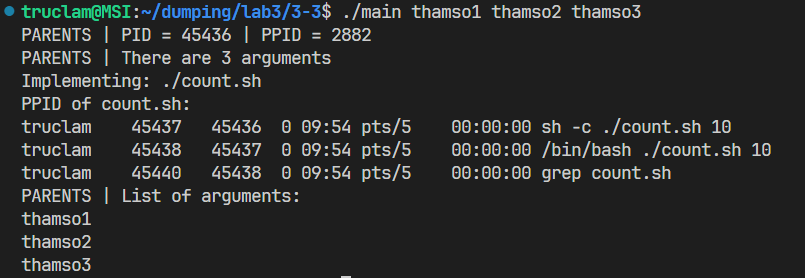 truclam@MSI:~/dumping/lab3/3-3$ ./main thamso1 thamso2 thamso3
PARENTS | PID = 45436 | PPID = 2882
PARENTS | There are 3 arguments
Implementing: ./count.sh
PPID of count.sh:
truclam    45437   45436  0 09:54 pts/5    00:00:00 sh -c ./count.sh 10
truclam    45438   45437  0 09:54 pts/5    00:00:00 /bin/bash ./count.sh 10
truclam    45440   45438  0 09:54 pts/5    00:00:00 grep count.sh
PARENTS | List of arguments:
thamso1
thamso2
thamso3